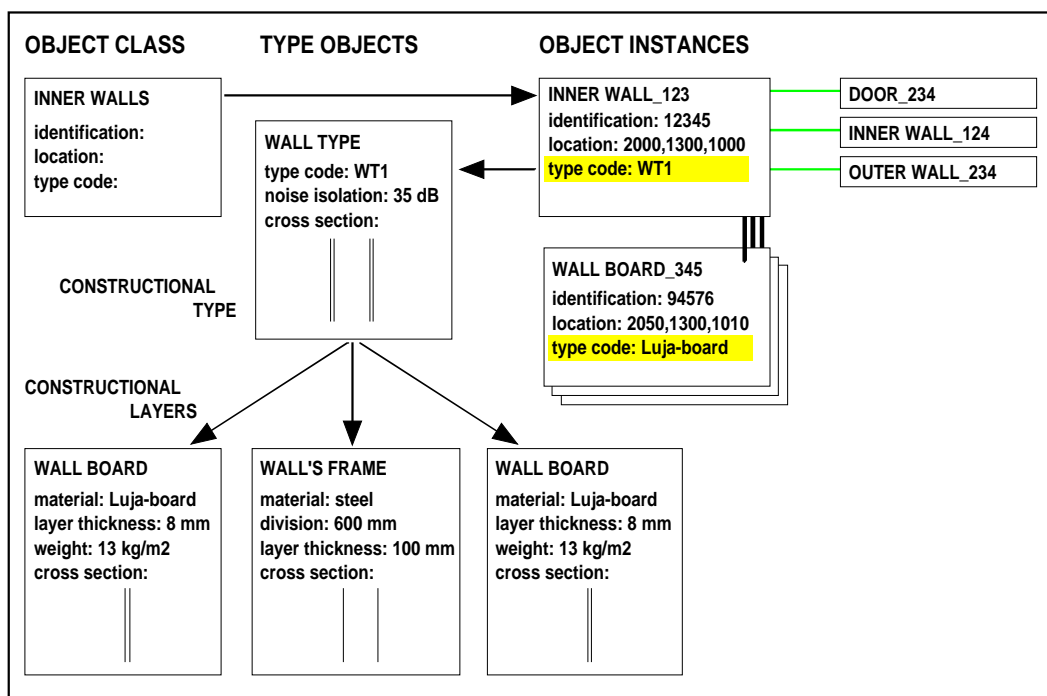 OBJECT CLASS
TYPE OBJECTS
OBJECT INSTANCES
INNER WALLS
identification:
location:
type code:
WALL TYPE
type code: WT1
noise isolation: 35 dB
cross section:
INNER WALL_123
identification: 12345
location: 2000,1300,1000
type code: WT1
DOOR_234
INNER WALL_124
OUTER WALL_234
WALL BOARD_345
identification: 94576
location: 2050,1300,1010
type code: Luja-board
CONSTRUCTIONAL
TYPE
CONSTRUCTIONAL
LAYERS
WALL BOARD
material: Luja-board
layer thickness: 8 mm
weight: 13 kg/m2
cross section:
WALL'S FRAME
material: steel
division: 600 mm
layer thickness: 100 mm
cross section:
WALL BOARD
material: Luja-board
layer thickness: 8 mm
weight: 13 kg/m2
cross section: